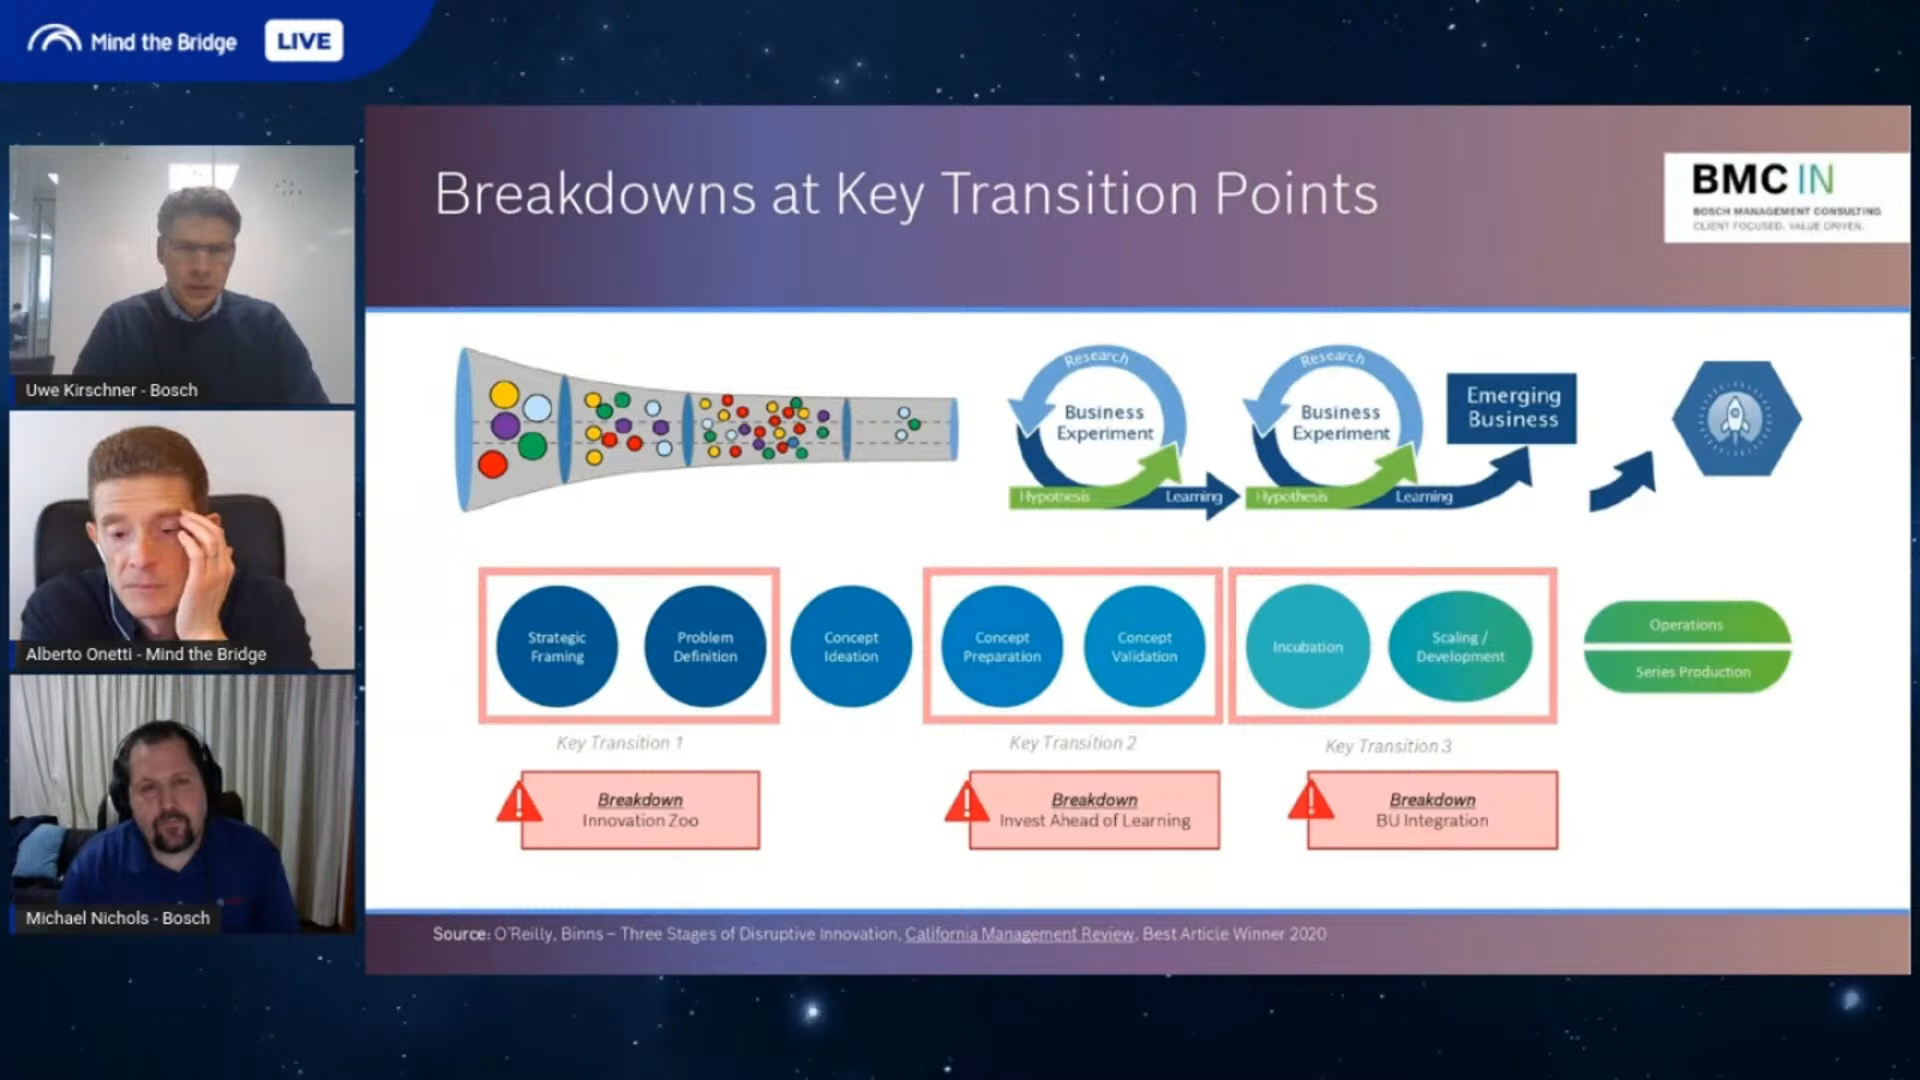 Mind the Bridge
LIVE
Uwe Kirschner - Bosch
Alberto Onetti - Mind the Bridge
Michael Nichols - Bosch
Breakdowns at Key Transition Points
BMC IN
BOSCH MANAGEMENT CONSULTING
CLIENT FOCUSED. VALUE DRIVEN.
Research
Business
Experiment
Hypothesis
Learning
Research
Business
Experiment
Hypothesis
Learning
Emerging
Business
Strategic
Framing
Problem
Definition
Concept
Ideation
Concept
Preparation
Concept
Validation
Incubation
Scaling /
Development
Operations
Series Production
Key Transition 1
Key Transition 2
Key Transition 3
Breakdown
Innovation Zoo
Breakdown
Invest Ahead of Learning
Breakdown
BU Integration
Source: O'Reilly, Binns – Three Stages of Disruptive Innovation, California Management Review, Best Article Winner 2020